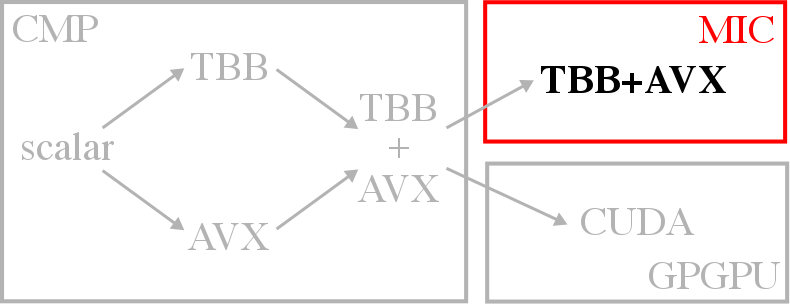 CMP
TBB
scalar
AVX
TBB
+
AVX
MIC
TBB+AVX
CUDA
GPGPU